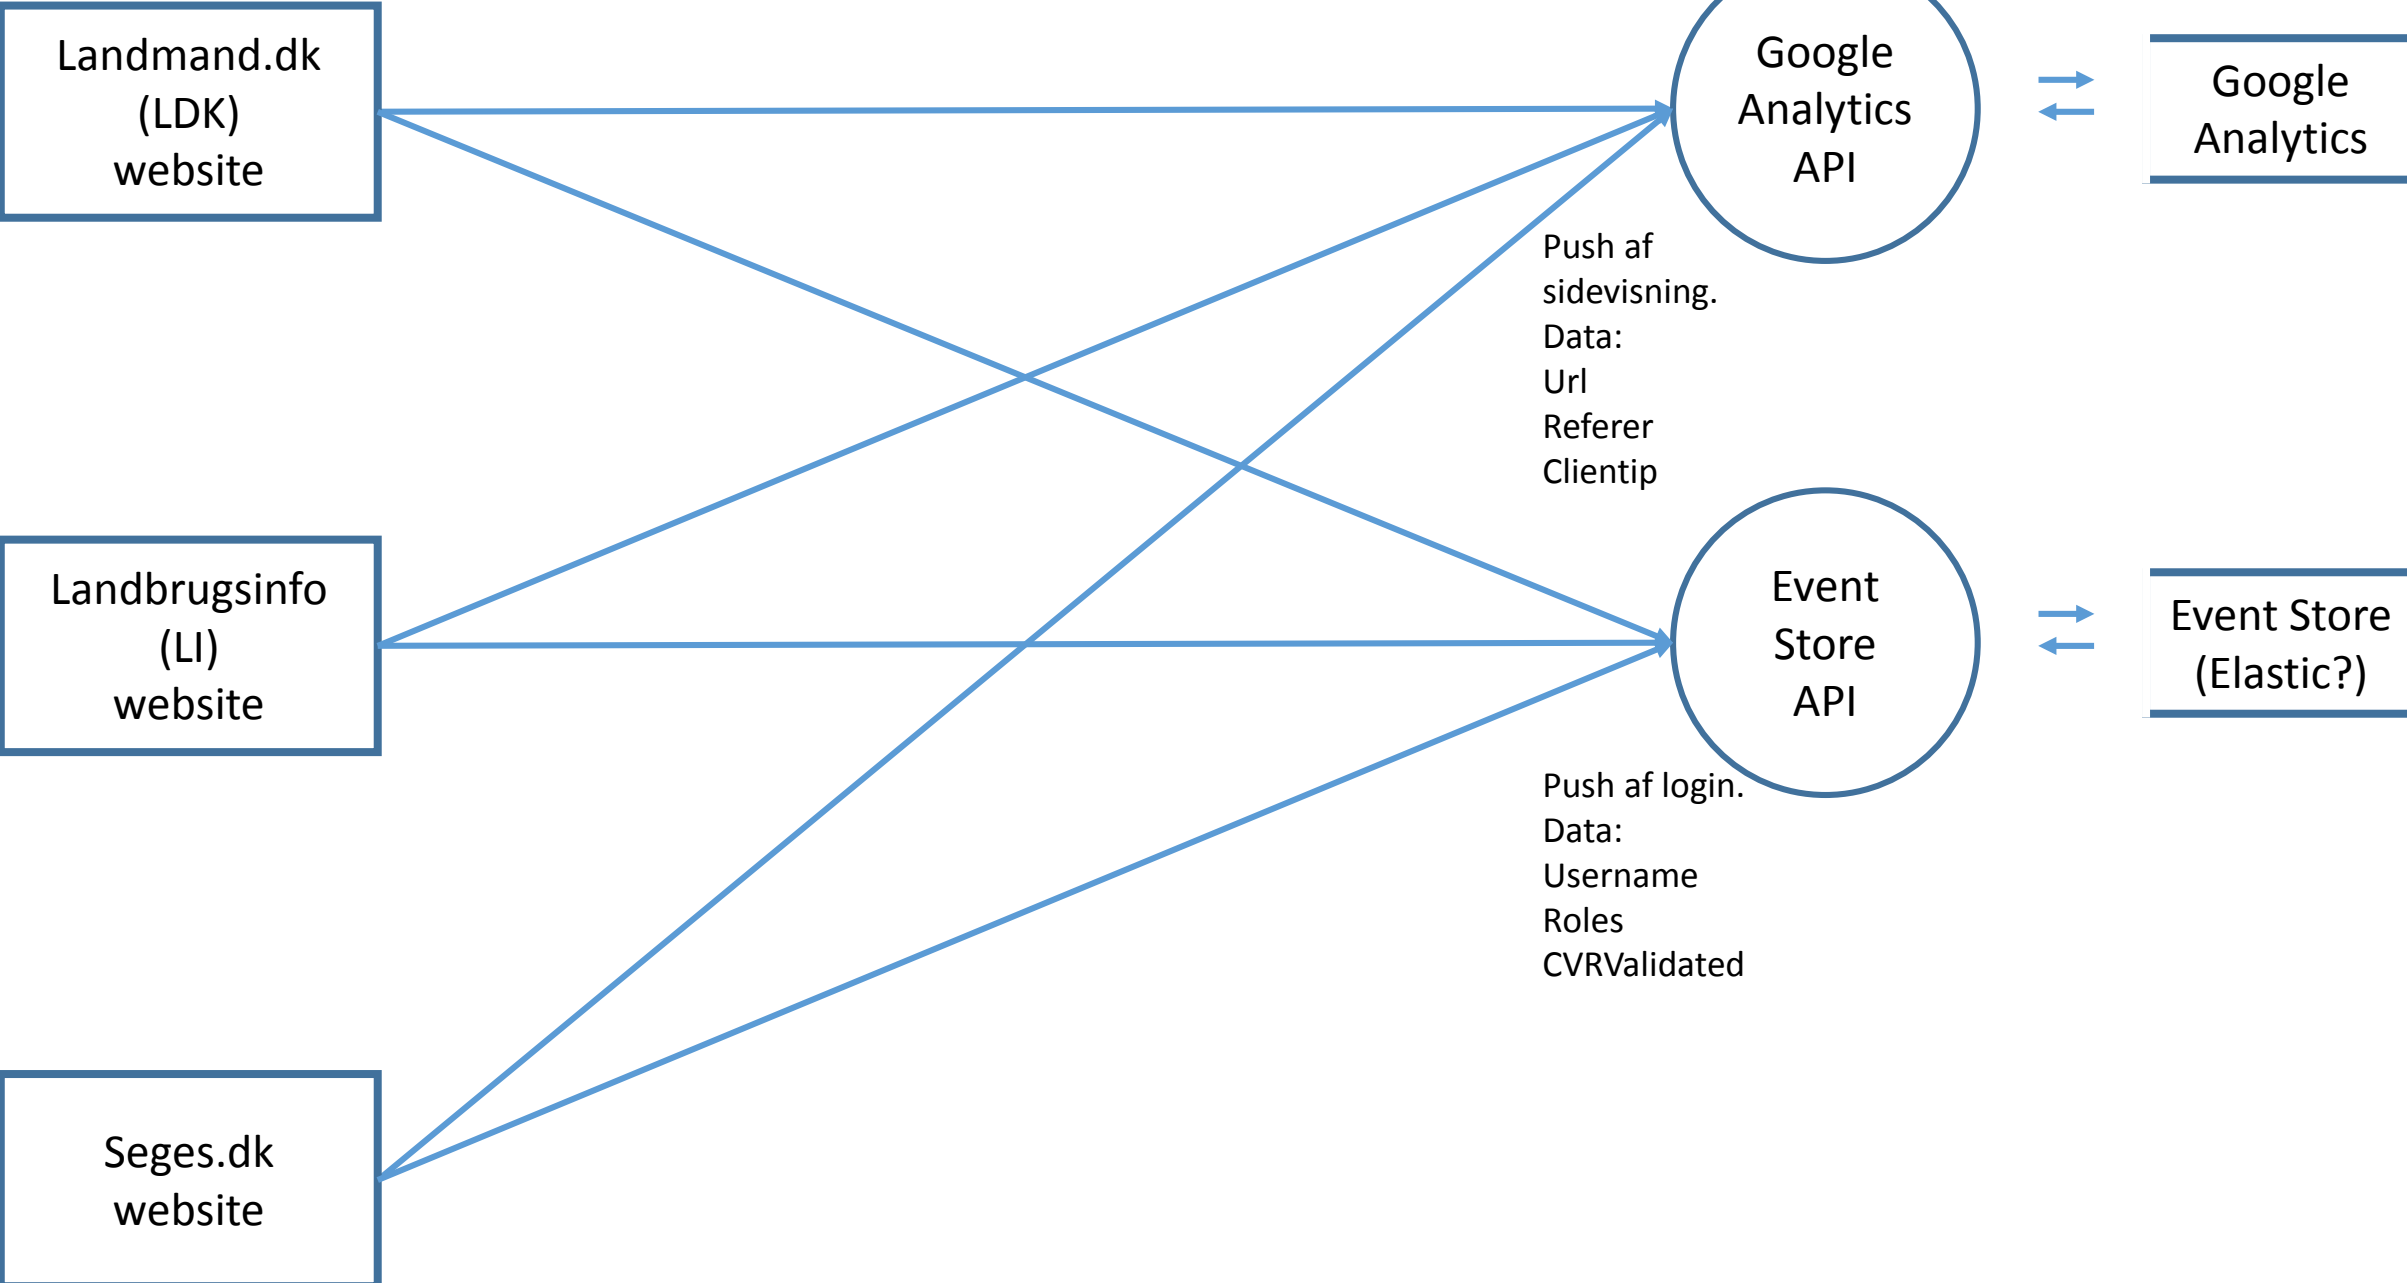 Landmand.dk
(LDK)
website
Google
Analytics
API
Google
Analytics
Push af
sidevisning.
Data:
Url
Referer
Clientip
Landbrugsinfo
(LI)
website
Event
Store
API
Event Store
(Elastic?)
Push af login.
Data:
Username
Roles
CVRValidated
Seges.dk
website